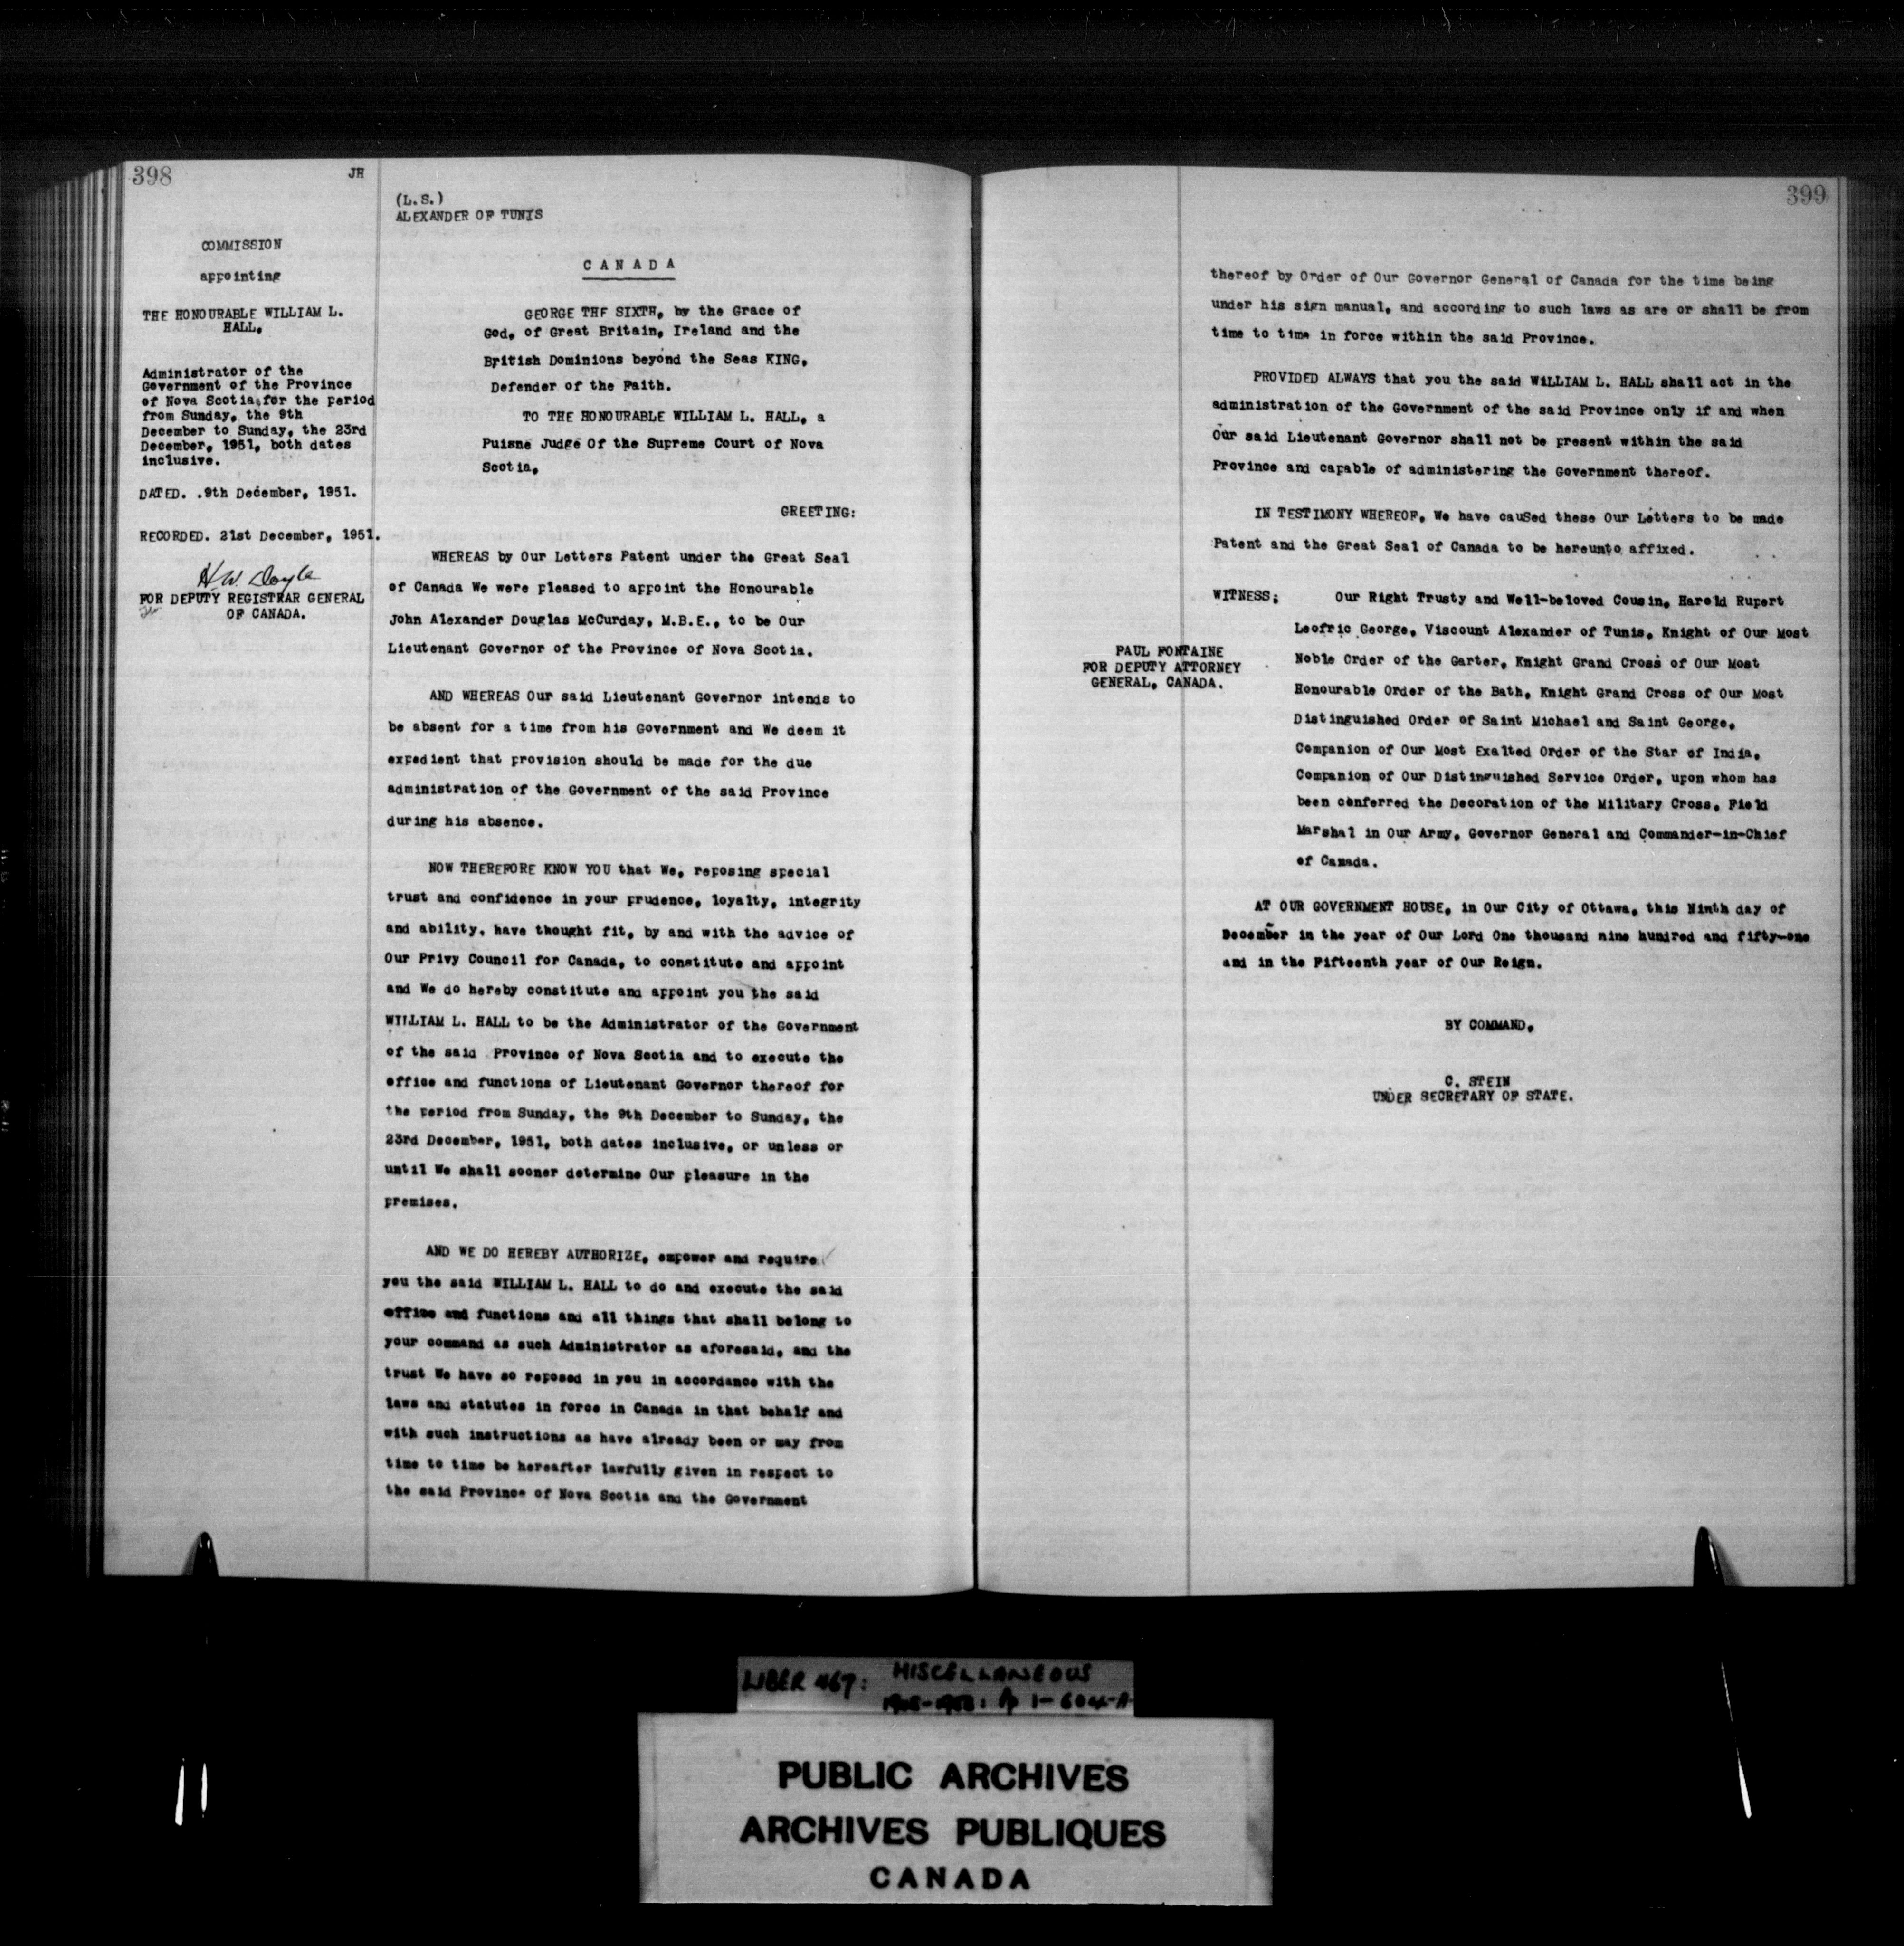 398
JH
COMMISSION
appointing
THE HONOURABLE WILLIAM L.
HALL,
Administrator of the
Government of the Province
of Nova Scotia for the period
from Sunday, the 9th
December to Sunday, the 23rd
December, 1951, both dates
inclusive.
DATED. .9th December, 1951.
RECORDED. 21st December, 1951.
H.W. Doyle
FOR DEPUTY REGISTRAR GENERAL
OF CANADA.
(L.S.)
ALEXANDER OF TUNIS
CANADA
GEORGE THE SIXTH, by the Grace of
God, of Great Britain, Ireland and the
British Dominions beyond the Seas KING,
Defender of the Faith.
TO THE HONOURABLE WILLIAM L. HALL, a
Puisne Judge Of the Supreme Court of Nova
Scotia,
GREETING:
WHEREAS by Our Letters Patent under the Great Seal
of Canada We were pleased to appoint the Honourable
John Alexander Douglas McCurday, M.B.E., to be Our
Lieutenant Governor of the Province of Nova Scotia.
AND WHEREAS Our said Lieutenant Governor intends to
be absent for a time from his Government and We deem it
expedient that provision should be made for the due
administration of the Government of the said Province
during his absence.
NOW THEREFORE KNOW YOU that We, reposing special
trust and confidence in your prudence, loyalty, integrity
and ability, have thought fit, by and with the advice of
Our Privy Council for Canada, to constitute and appoint
and We do hereby constitute and appoint you the said
WILLIAM L. HALL to be the Administrator of the Government
of the said Province of Nova Scotia and to execute the
office and functions of Lieutenant Governor thereof for
the period from Sunday, the 9th December to Sunday, the
23rd December, 1951, both dates inclusive, or unless or
until We shall sooner determine Our pleasure in the
premises.
AND WE DO HEREBY AUTHORIZE, empower and require
you the said WILLIAM L. HALL to do and execute the said
office and functions and all things that shall belong to
your command as such Administrator as aforesaid, and the
trust We have so reposed in you in accordance with the
laws and statutes in force in Canada in that behalf and
with such instructions as have already been or may from
time to time be hereafter lawfully given in respect to
the said Province of Nova Scotia and the Government
399
thereof by Order of Our Governor General of Canada for the time being
under his sign manual, and according to such laws as are or shall be from
time to time in force within the said Province.
PROVIDED ALWAYS that you the said WILLIAM L. HALL shall act in the
administration of the Government of the said Province only if and when
Our said Lieutenant Governor shall not be present within the said
Province and capable of administering the Government thereof.
IN TESTIMONY WHEREOF, We have cauSed these Our Letters to be made
Patent and the Great Seal of Canada to be hereunto affixed.
WITNESS: Our Right Trusty and Well-beloved Cousin, Harold Rupert
Leofric George, Viscount Alexander of Tunis, Knight of Our Most
Noble Order of the Garter, Knight Grand Cross of Our Most
Honourable Order of the Bath, Knight Grand Cross of Our Most
Distinguished Order of Saint Michael and Saint George,
Companion of Our Most Exalted Order of the Star of India,
Companion of Our Distinguished Service Order, upon whom has
been conferred the Decoration of the Military Cross, Field
Marshal in Our Army, Governor General and Commander-in-Chief
of Canada.
PAUL FONTAINE
FOR DEPUTY ATTORNEY
GENERAL, CANADA.
AT OUR GOVERNMENT HOUSE, in Our City of Ottawa, this Ninth day of
December in the year of Our Lord One thousand nine hundred and fifty-one
and in the Fifteenth year of Our Reign.
BY COMMAND,
C. STEIN
UNDER SECRETARY OF STATE.
LIBER 467: MISCELLANEOUS
1-604-A
PUBLIC ARCHIVES
ARCHIVES PUBLIQUES
CANADA